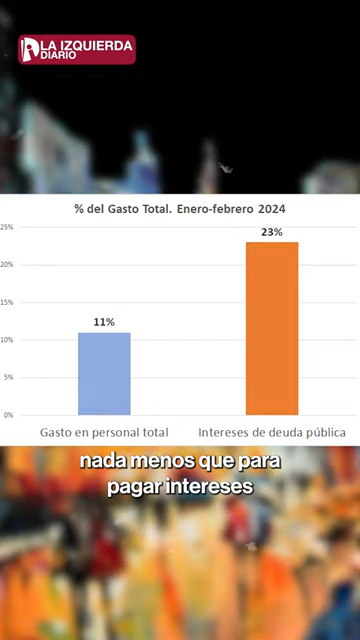 LA IZQUIERDA
DIARIO
% del Gasto Total. Enero-febrero 2024
25%
23%
20%
15%
11%
10%
5%
0%
Gasto en personal total
Intereses de deuda pública
nada menos que para
pagar intereses